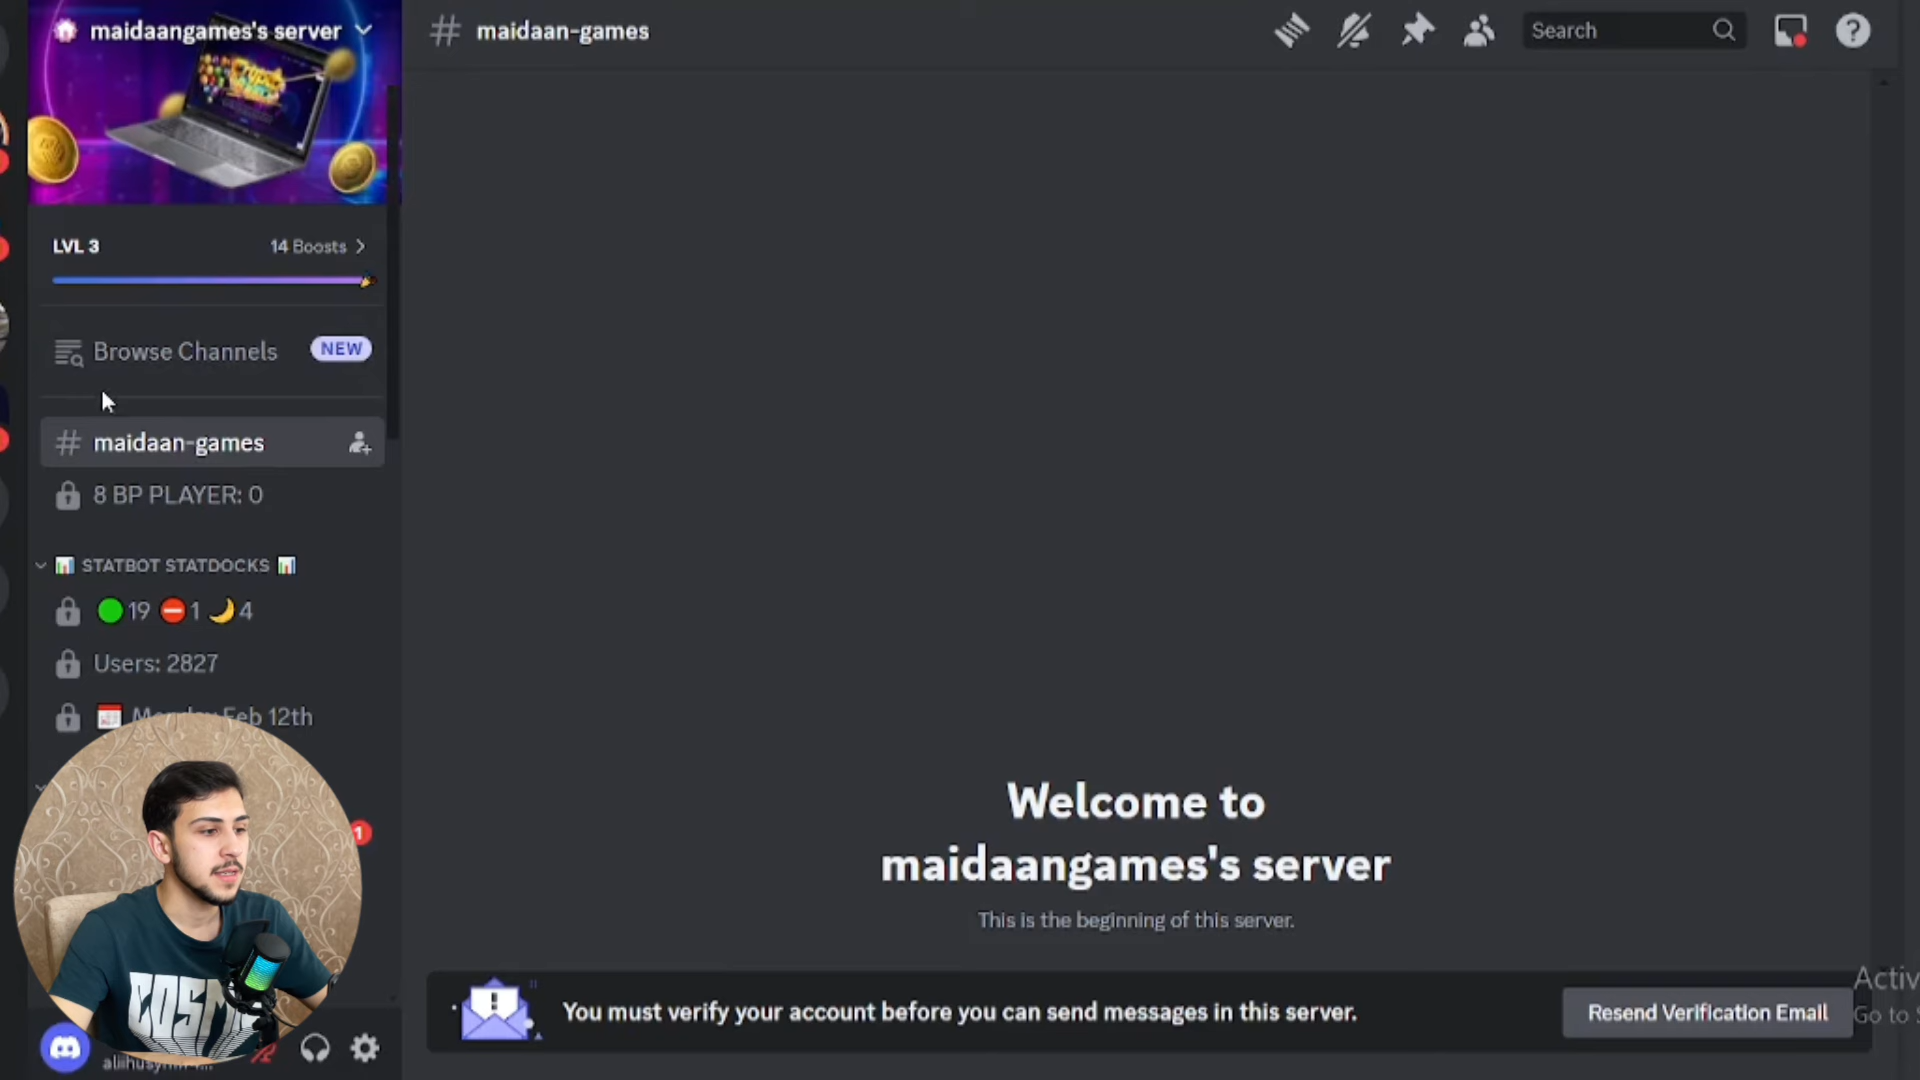 maidaangames's server
LVL 3
14 Boosts
Browse Channels
NEW
# maidaan-games
8 BP PLAYER: 0
STATBOT STATDOCKS
19 1 4
Users: 2827
Feb 12th
1
COSM
# maidaan-games
Search
Welcome to
maidaangames's server
This is the beginning of this server.
You must verify your account before you can send messages in this server.
Resend Verification Email
Activ
Go to S